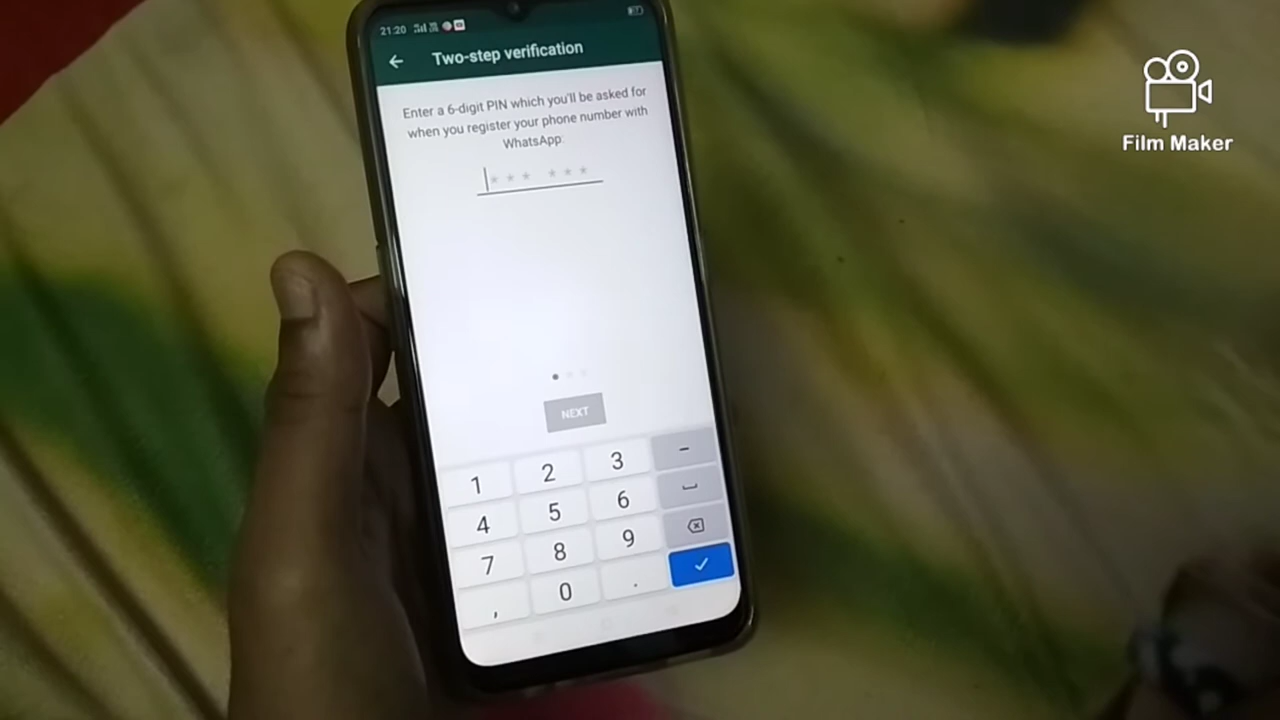 21:20
Two-step verification
Enter a 6-digit PIN which you'll be asked for
when you register your phone number with
WhatsApp.
*** ***
NEXT
1 2 3 -
4 5 6
7 8 9
, 0 .
Film Maker